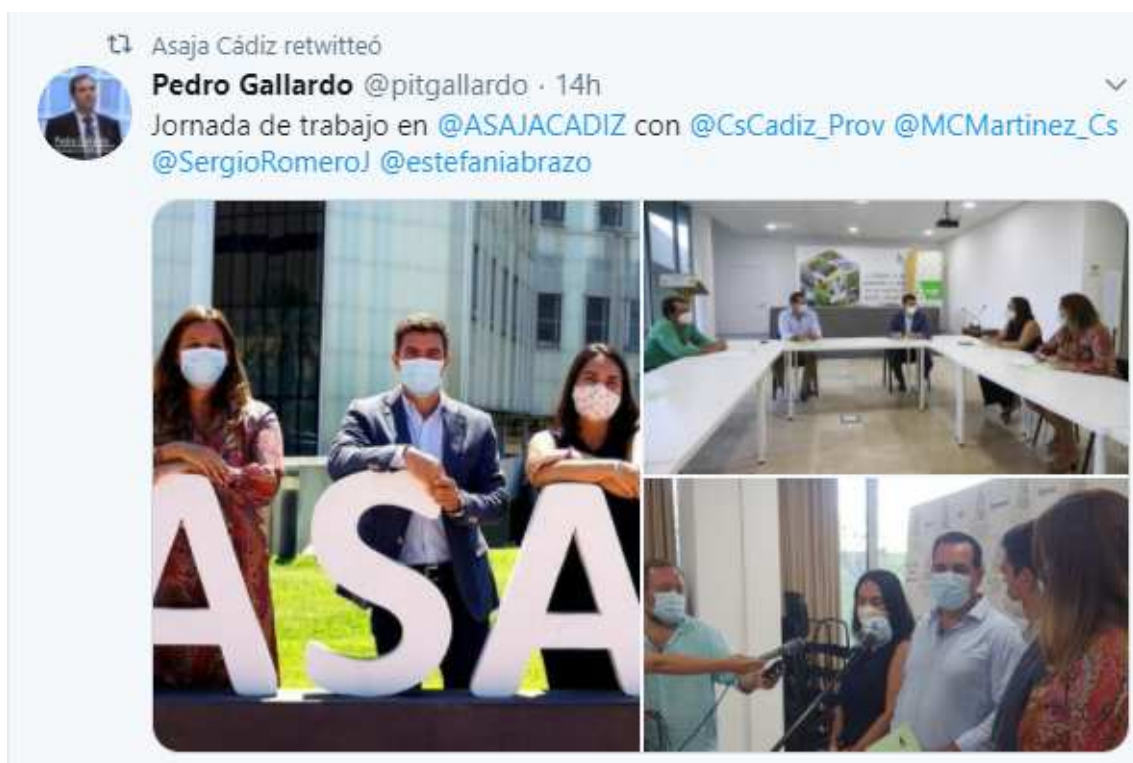 Asaja Cádiz retwitteó
Pedro Gallardo @pitgallardo · 14h
Jornada de trabajo en @ASAJACADIZ con @CsCadiz_Prov @MCMartinez_Cs
@SergioRomeroJ @estefaniabrazo
ASA